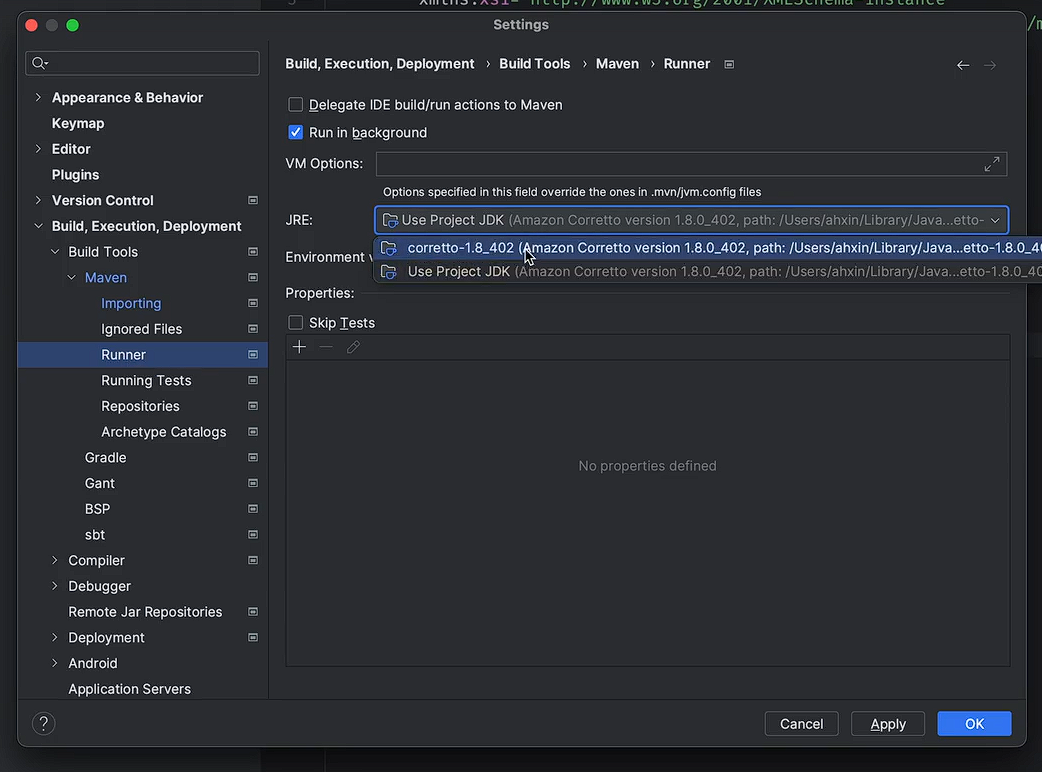 xmlns:xsi="http://www.w3.org/2001/XMLSchema-instance
Settings
Build, Execution, Deployment › Build Tools › Maven › Runner
Appearance & Behavior
Keymap
Editor
Plugins
Version Control
Build, Execution, Deployment
Build Tools
Maven
Importing
Ignored Files
Runner
Running Tests
Repositories
Archetype Catalogs
Gradle
Gant
BSP
sbt
Compiler
Debugger
Remote Jar Repositories
Deployment
Android
Application Servers
Delegate IDE build/run actions to Maven
Run in background
VM Options:
Options specified in this field override the ones in .mvn/jvm.config files
JRE: Use Project JDK (Amazon Corretto version 1.8.0_402, path: /Users/ahxin/Library/Java...etto-
corretto-1.8_402 (Amazon Corretto version 1.8.0_402, path: /Users/ahxin/Library/Java...etto-1.8.0_40
Use Project JDK (Amazon Corretto version 1.8.0_402, path: /Users/ahxin/Library/Java...etto-1.8.0_40
Environment v
Properties:
Skip Tests
No properties defined
? Cancel Apply OK